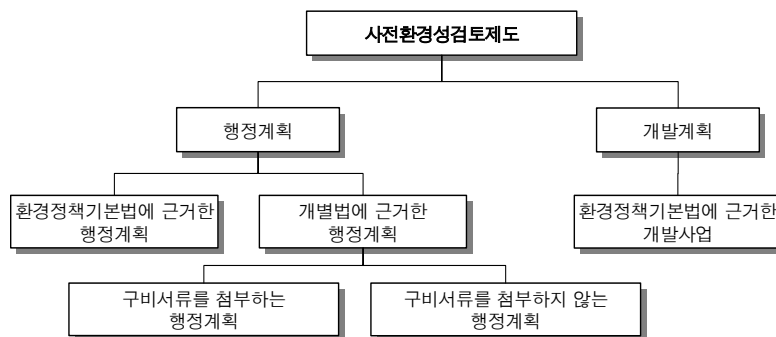 사전환경성검토제도
행정계획
개발계획
환경정책기본법에 근거한
행정계획
개별법에 근거한
행정계획
환경정책기본법에 근거한
개발사업
구비서류를 첨부하는
행정계획
구비서류를 첨부하지 않는
행정계획